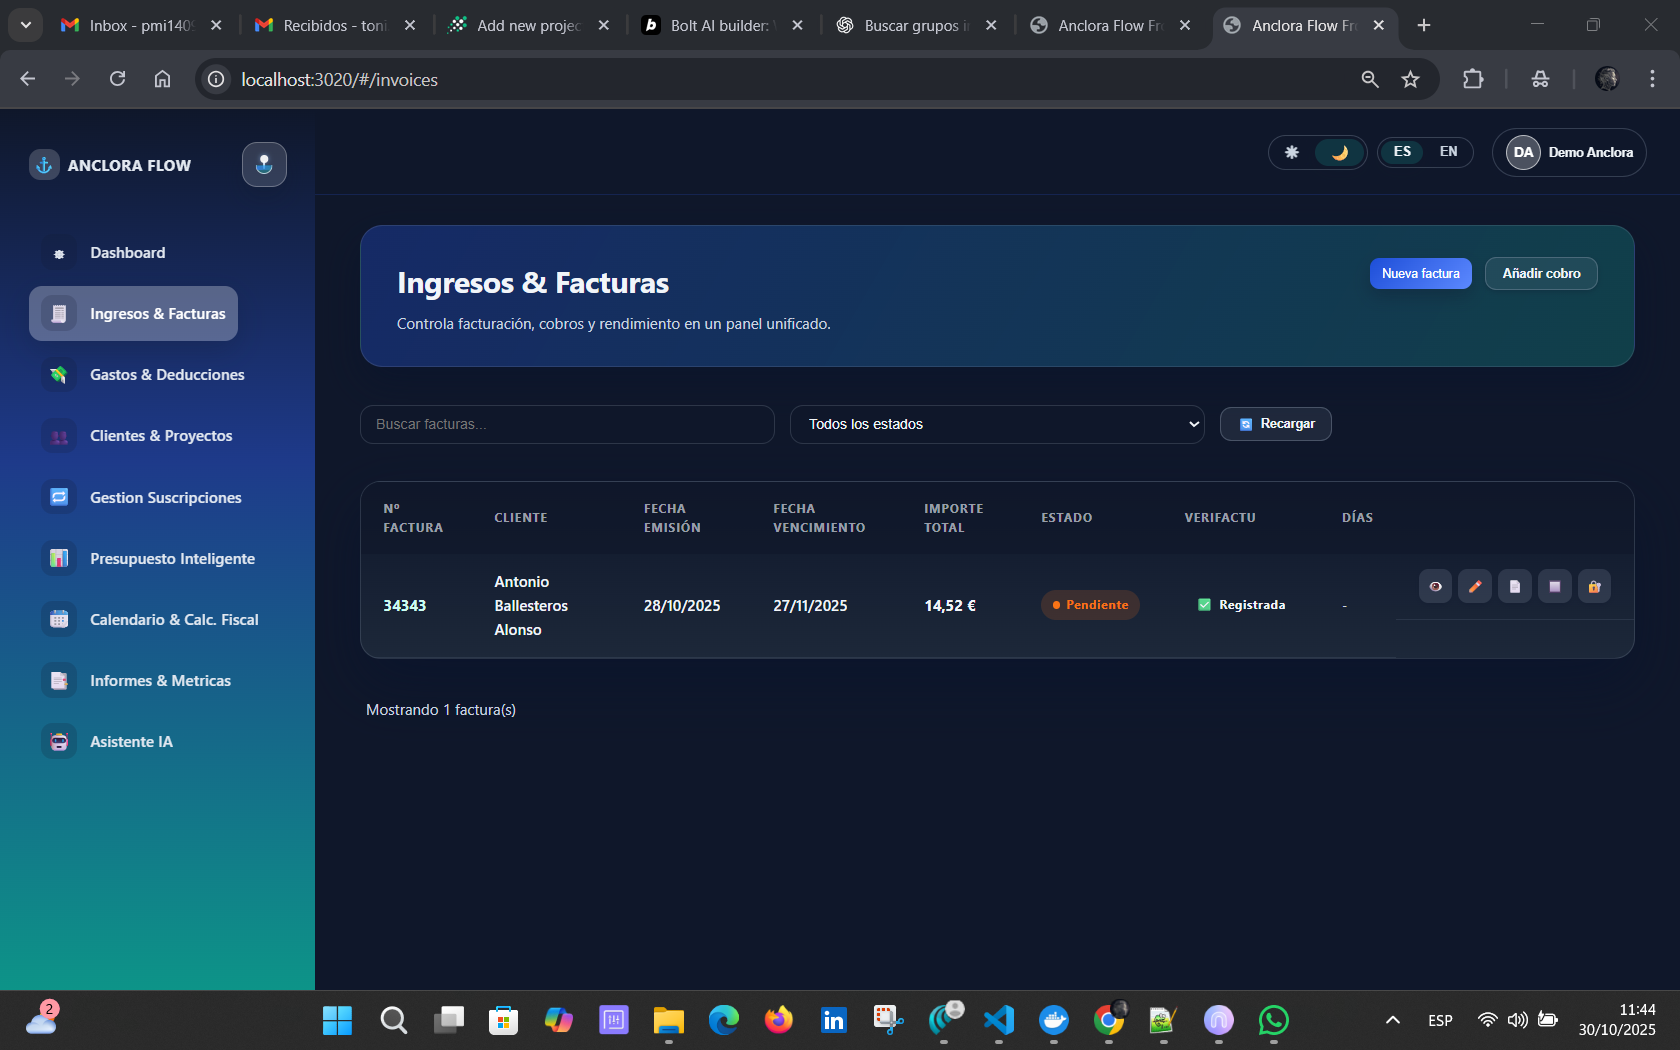 Inbox - pmi140
Recibidos - toni
Add new projec
Bolt AI builder:
Buscar grupos i
Anclora Flow Fr
Anclora Flow Fr
localhost:3020/#/invoices
ANCLORA FLOW
ES
EN
DA
Demo Anclora
Dashboard
Ingresos & Facturas
Gastos & Deducciones
Clientes & Proyectos
Gestion Suscripciones
Presupuesto Inteligente
Calendario & Calc. Fiscal
Informes & Metricas
Asistente IA
Ingresos & Facturas
Controla facturación, cobros y rendimiento en un panel unificado.
Nueva factura
Añadir cobro
Buscar facturas...
Todos los estados
Recargar
Nº FACTURA
CLIENTE
FECHA EMISIÓN
FECHA VENCIMIENTO
IMPORTE TOTAL
ESTADO
VERIFACTU
DÍAS
34343
Antonio
Ballesteros
Alonso
28/10/2025
27/11/2025
14,52 €
Pendiente
Registrada
-
Mostrando 1 factura(s)
2
ESP
11:44
30/10/2025